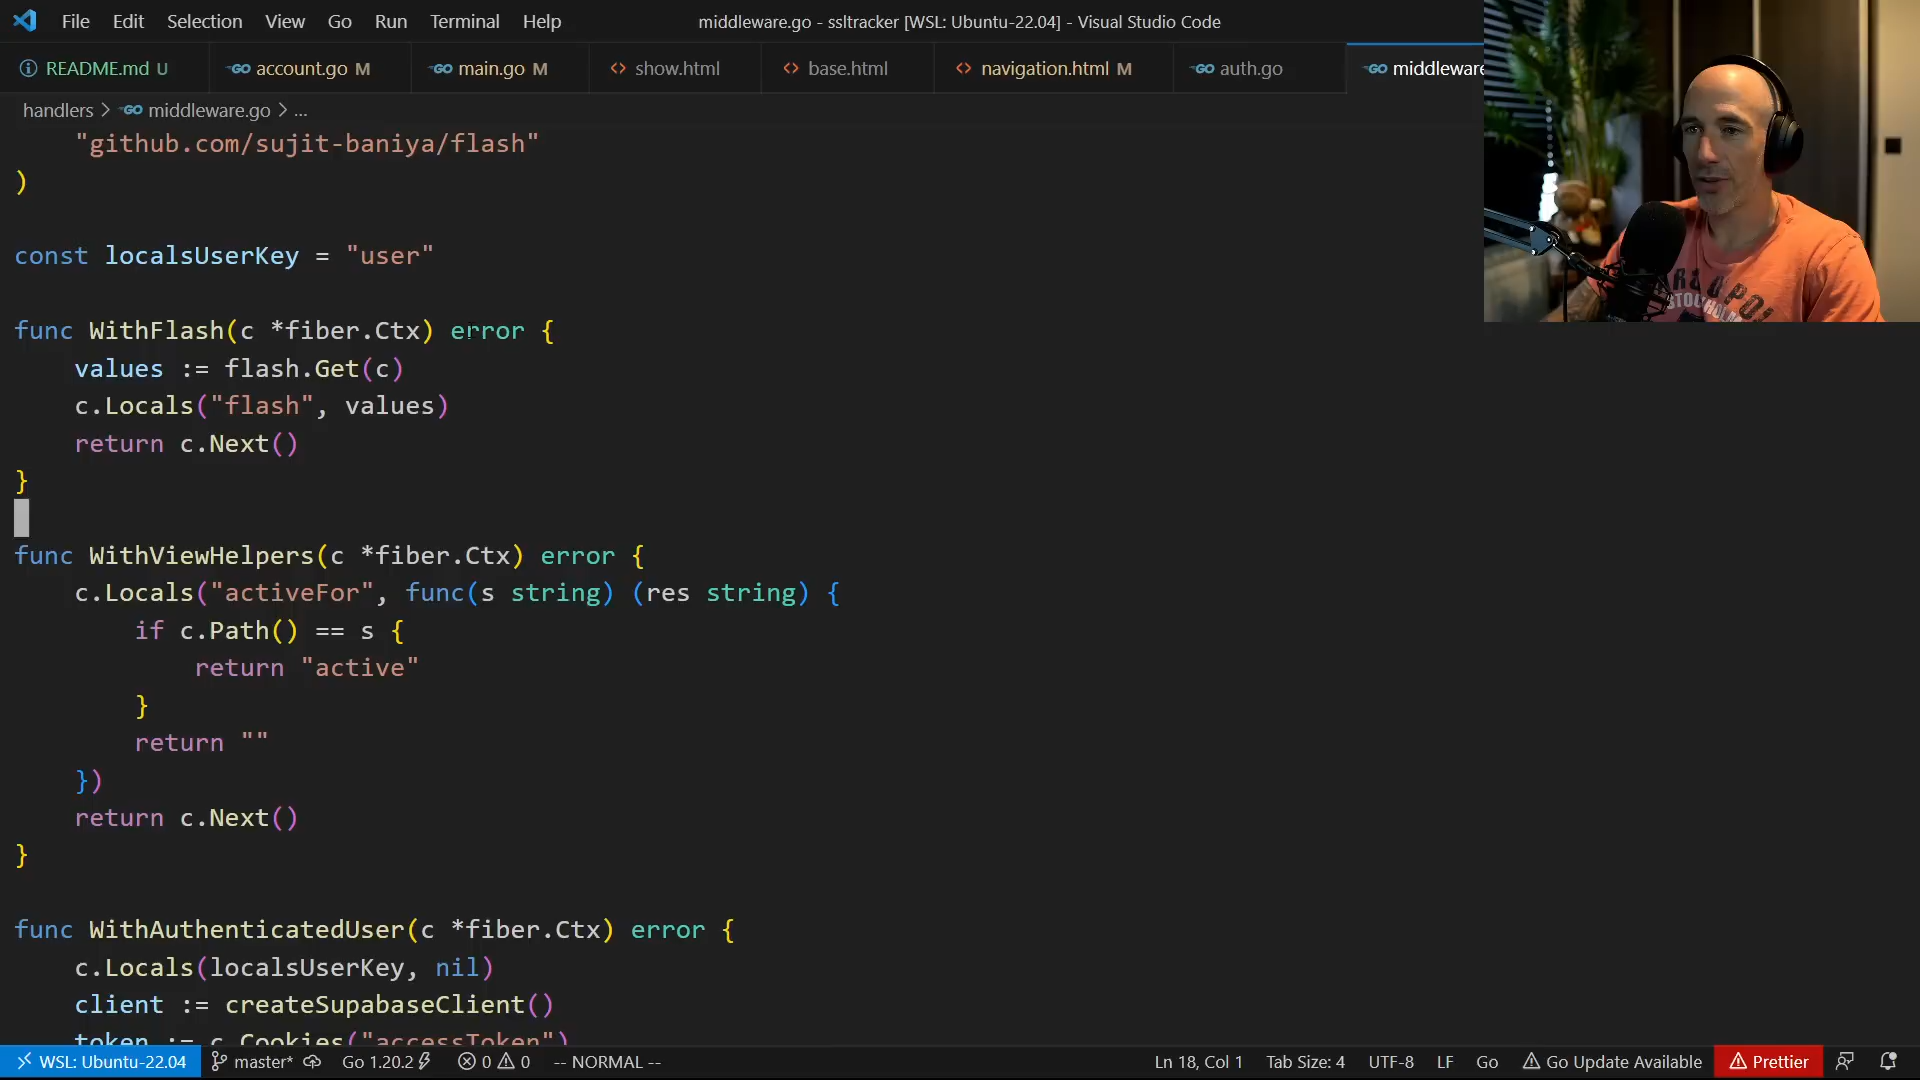 File Edit Selection View Go Run Terminal Help
middleware.go - ssltracker [WSL: Ubuntu-22.04] - Visual Studio Code
README.md U
account.go M
main.go M
show.html
base.html
navigation.html M
auth.go
middleware
handlers > middleware.go > ...
"github.com/sujit-baniya/flash"
)
const localsUserKey = "user"
func WithFlash(c *fiber.Ctx) error {
values := flash.Get(c)
c.Locals("flash", values)
return c.Next()
}
func WithViewHelpers(c *fiber.Ctx) error {
c.Locals("activeFor", func(s string) (res string) {
if c.Path() == s {
return "active"
}
return ""
})
return c.Next()
}
func WithAuthenticatedUser(c *fiber.Ctx) error {
c.Locals(localsUserKey, nil)
client := createSupabaseClient()
token := c.Cookies("accessToken")
WSL: Ubuntu-22.04 master* Go 1.20.2 0 0 -- NORMAL -- Ln 18, Col 1 Tab Size: 4 UTF-8 LF Go Go Update Available Prettier